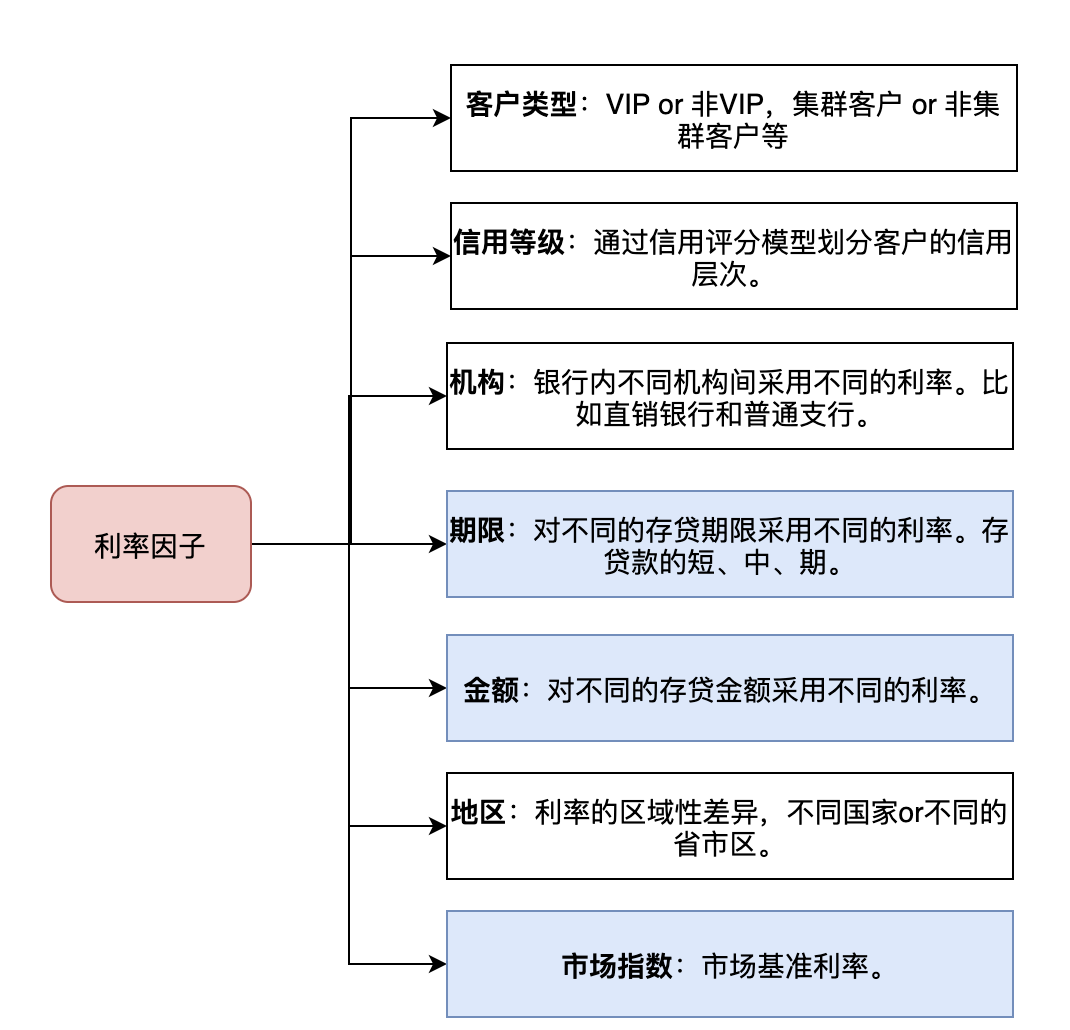 客户类型：VIP or 非VIP，集群客户 or 非集
群客户等
信用等级：通过信用评分模型划分客户的信用
层次。
机构：银行内不同机构间采用不同的利率。比
如直销银行和普通支行。
利率因子
期限：对不同的存贷期限采用不同的利率。存
贷款的短、中、期。
金额：对不同的存贷金额采用不同的利率。
地区：利率的区域性差异，不同国家or不同的
省市区。
市场指数：市场基准利率。